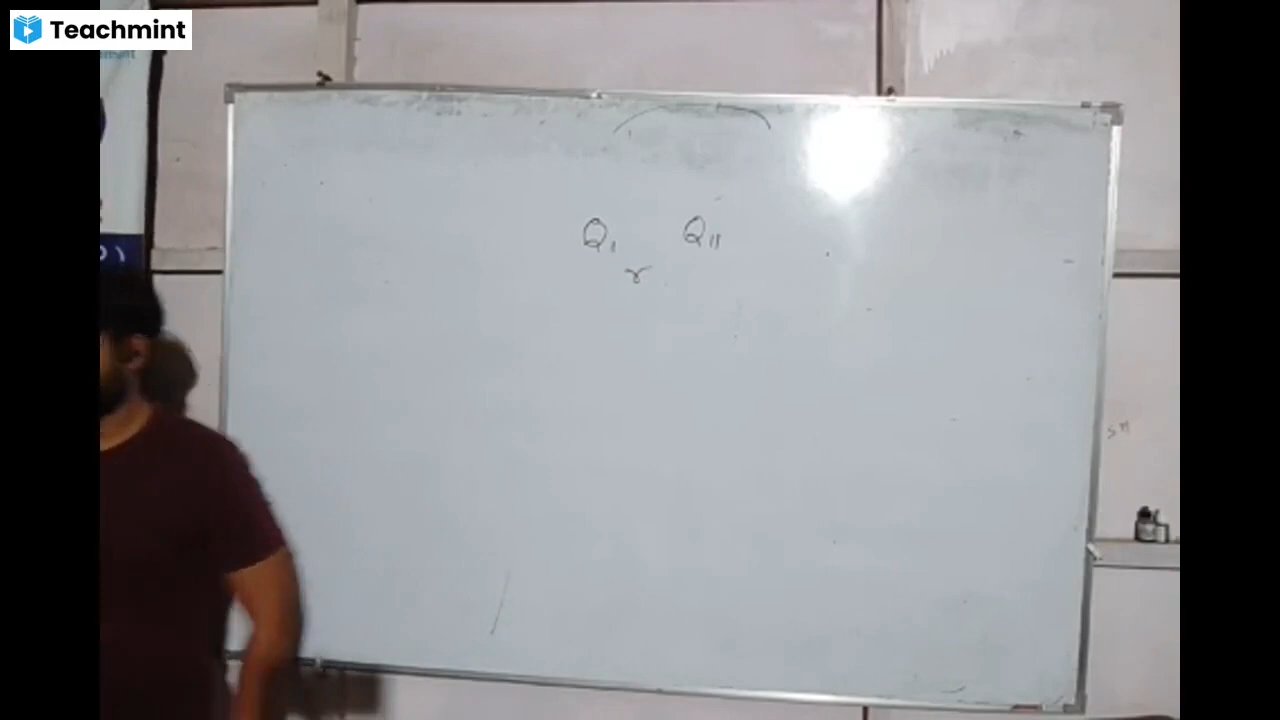 Teachmint
Q₁ Q₁₁
r